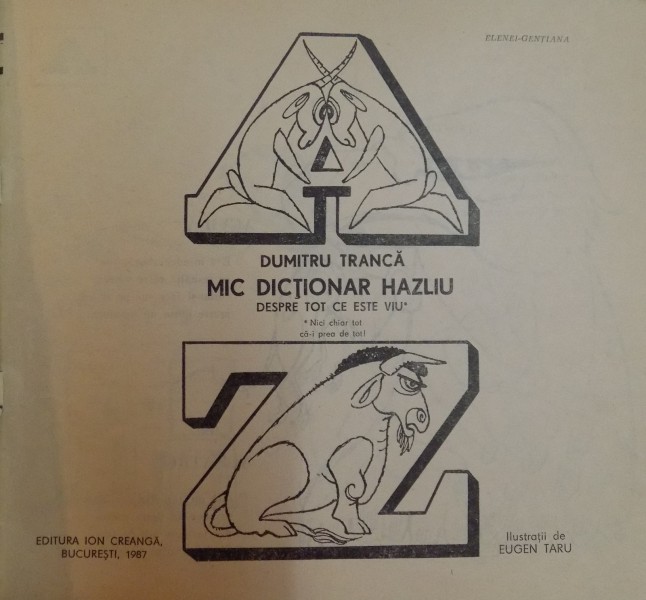 ELENEI-GENȚIANA
A
DUMITRU TRANCĂ
MIC DICȚIONAR HAZLIU
DESPRE TOT CE ESTE VIU*
* Nici chiar tot
că-i prea de tot!
Z
EDITURA ION CREANGĂ,
BUCUREȘTI, 1987
Ilustrații de
EUGEN TARU